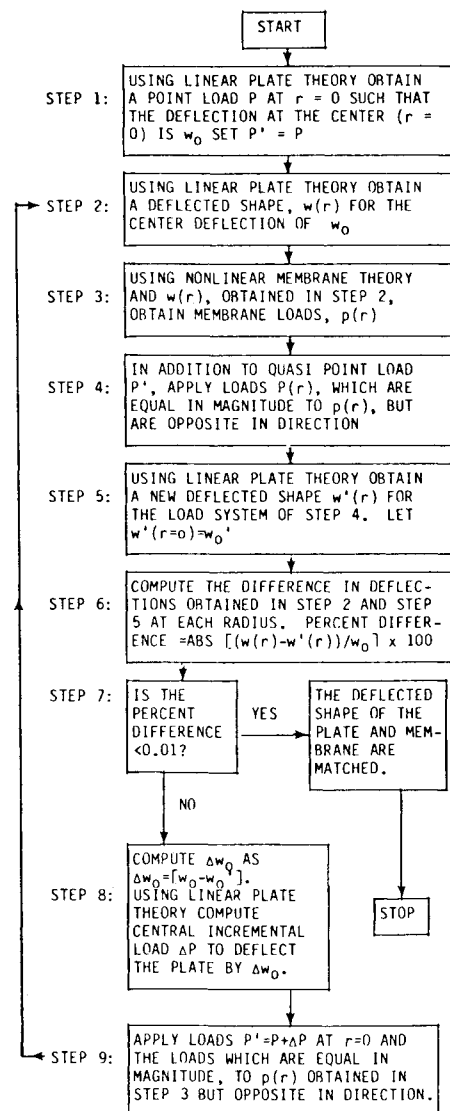 START
STEP 1:
USING LINEAR PLATE THEORY OBTAIN
A POINT LOAD P AT r = 0 SUCH THAT
THE DEFLECTION AT THE CENTER (r =
0) IS w₀ SET P' = P
STEP 2:
USING LINEAR PLATE THEORY OBTAIN
A DEFLECTED SHAPE, w(r) FOR THE
CENTER DEFLECTION OF w₀
STEP 3:
USING NONLINEAR MEMBRANE THEORY
AND w(r), OBTAINED IN STEP 2,
OBTAIN MEMBRANE LOADS, p(r)
STEP 4:
IN ADDITION TO QUASI POINT LOAD
P', APPLY LOADS P(r), WHICH ARE
EQUAL IN MAGNITUDE TO p(r), BUT
ARE OPPOSITE IN DIRECTION
STEP 5:
USING LINEAR PLATE THEORY OBTAIN
A NEW DEFLECTED SHAPE w'(r) FOR
THE LOAD SYSTEM OF STEP 4. LET
w'(r=o)=w₀'
STEP 6:
COMPUTE THE DIFFERENCE IN DEFLEC-
TIONS OBTAINED IN STEP 2 AND STEP
5 AT EACH RADIUS. PERCENT DIFFER-
ENCE =ABS [(w(r)-w'(r))/w₀] x 100
STEP 7:
IS THE
PERCENT
DIFFERENCE
<0.01?
YES
THE DEFLECTED
SHAPE OF THE
PLATE AND MEM-
BRANE ARE
MATCHED.
NO
STOP
STEP 8:
COMPUTE Δw₀ AS
Δw₀=[w₀-w₀'].
USING LINEAR PLATE
THEORY COMPUTE
CENTRAL INCREMENTAL
LOAD ΔP TO DEFLECT
THE PLATE BY Δw₀.
STEP 9:
APPLY LOADS P'=P+ΔP AT r=0 AND
THE LOADS WHICH ARE EQUAL IN
MAGNITUDE, TO p(r) OBTAINED IN
STEP 3 BUT OPPOSITE IN DIRECTION.